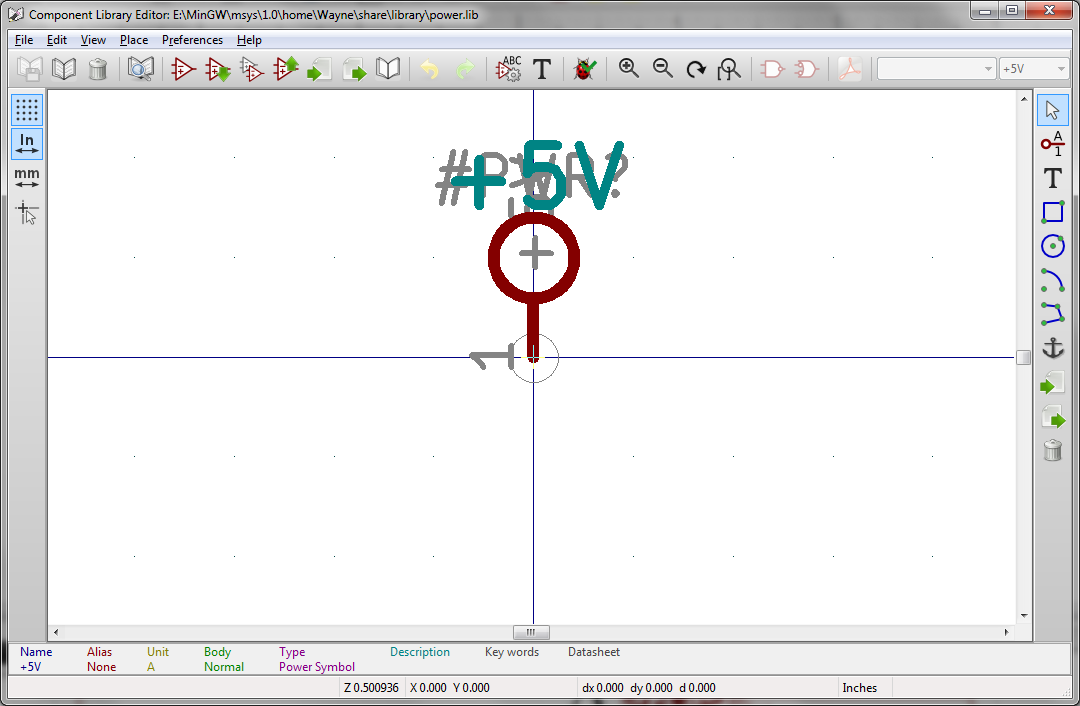 Component Library Editor: E:\MinGW\msys\1.0\home\Wayne\share\library\power.lib
File Edit View Place Preferences Help
ABC T +5V
In
mm
A
1
T
#PWR?
+5V
1
Name Alias Unit Body Type Description Key words Datasheet
+5V None A Normal Power Symbol
Z 0.500936 X 0.000 Y 0.000 dx 0.000 dy 0.000 d 0.000 Inches